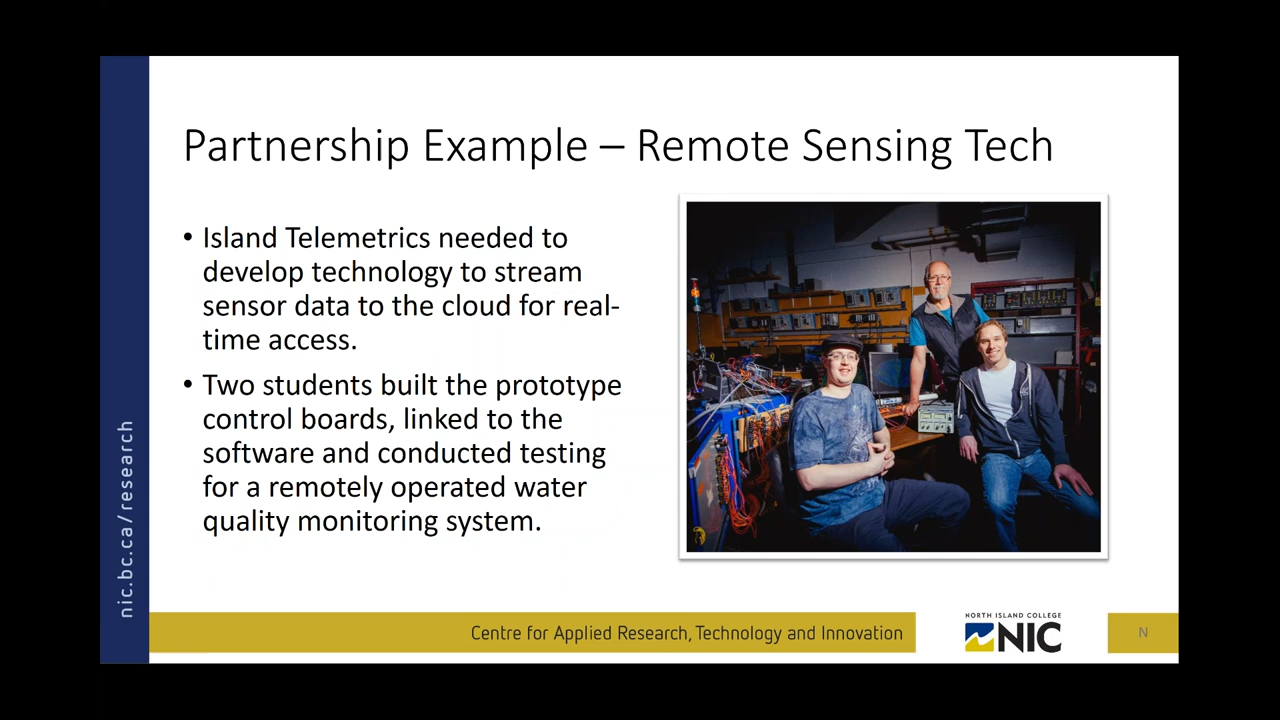 Partnership Example – Remote Sensing Tech
• Island Telemetrics needed to
develop technology to stream
sensor data to the cloud for real-
time access.
• Two students built the prototype
control boards, linked to the
software and conducted testing
for a remotely operated water
quality monitoring system.
nic.bc.ca/research
Centre for Applied Research, Technology and Innovation
NORTH ISLAND COLLEGE
NIC
N